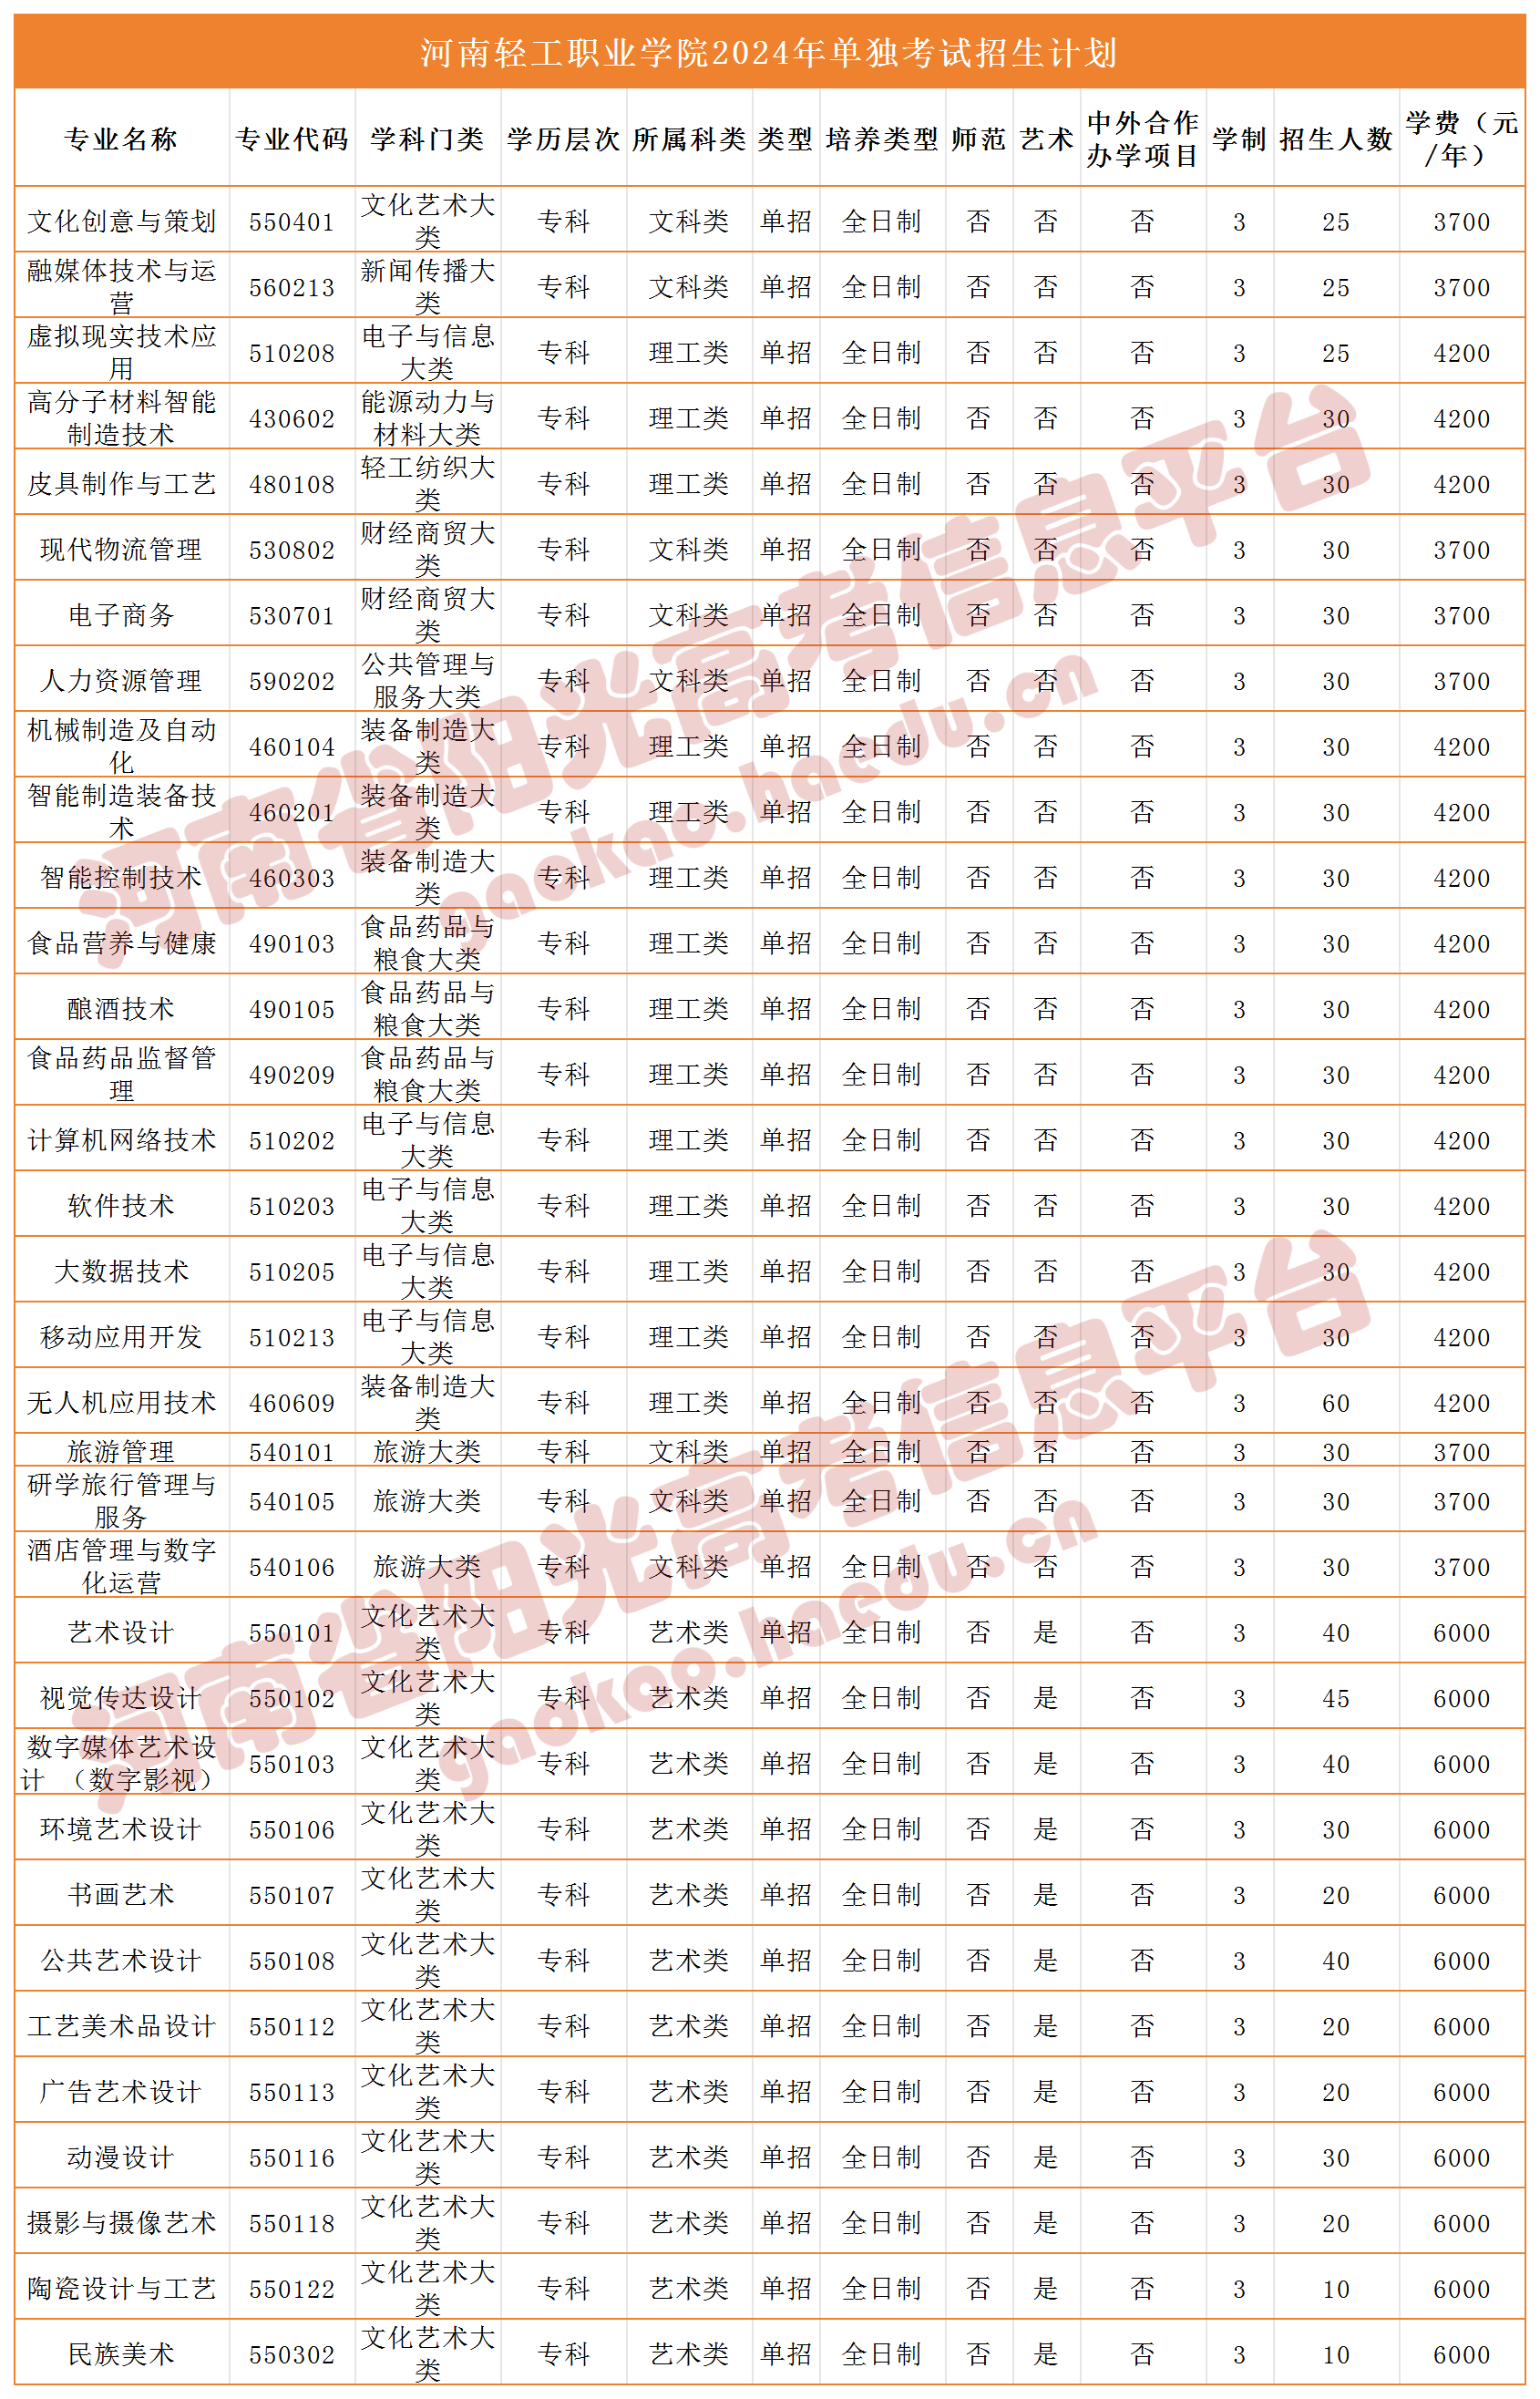 河南轻工职业学院2024年单独考试招生计划
专业名称 专业代码 学科门类 学历层次 所属科类 类型 培养类型 师范 艺术 中外合作办学项目 学制 招生人数 学费（元/年）
文化创意与策划 550401 文化艺术大类 专科 文科类 单招 全日制 否 否 否 3 25 3700
融媒体技术与运营 560213 新闻传播大类 专科 文科类 单招 全日制 否 否 否 3 25 3700
虚拟现实技术应用 510208 电子与信息大类 专科 理工类 单招 全日制 否 否 否 3 25 4200
高分子材料智能制造技术 430602 能源动力与材料大类 专科 理工类 单招 全日制 否 否 否 3 30 4200
皮具制作与工艺 480108 轻工纺织大类 专科 理工类 单招 全日制 否 否 否 3 30 4200
现代物流管理 530802 财经商贸大类 专科 文科类 单招 全日制 否 否 否 3 30 3700
电子商务 530701 财经商贸大类 专科 文科类 单招 全日制 否 否 否 3 30 3700
人力资源管理 590202 公共管理与服务大类 专科 文科类 单招 全日制 否 否 否 3 30 3700
机械制造及自动化 460104 装备制造大类 专科 理工类 单招 全日制 否 否 否 3 30 4200
智能制造装备技术 460201 装备制造大类 专科 理工类 单招 全日制 否 否 否 3 30 4200
智能控制技术 460303 装备制造大类 专科 理工类 单招 全日制 否 否 否 3 30 4200
食品营养与健康 490103 食品药品与粮食大类 专科 理工类 单招 全日制 否 否 否 3 30 4200
酿酒技术 490105 食品药品与粮食大类 专科 理工类 单招 全日制 否 否 否 3 30 4200
食品药品监督管理 490209 食品药品与粮食大类 专科 理工类 单招 全日制 否 否 否 3 30 4200
计算机网络技术 510202 电子与信息大类 专科 理工类 单招 全日制 否 否 否 3 30 4200
软件技术 510203 电子与信息大类 专科 理工类 单招 全日制 否 否 否 3 30 4200
大数据技术 510205 电子与信息大类 专科 理工类 单招 全日制 否 否 否 3 30 4200
移动应用开发 510213 电子与信息大类 专科 理工类 单招 全日制 否 否 否 3 30 4200
无人机应用技术 460609 装备制造大类 专科 理工类 单招 全日制 否 否 否 3 60 4200
旅游管理 540101 旅游大类 专科 文科类 单招 全日制 否 否 否 3 30 3700
研学旅行管理与服务 540105 旅游大类 专科 文科类 单招 全日制 否 否 否 3 30 3700
酒店管理与数字化运营 540106 旅游大类 专科 文科类 单招 全日制 否 否 否 3 30 3700
艺术设计 550101 文化艺术大类 专科 艺术类 单招 全日制 否 是 否 3 40 6000
视觉传达设计 550102 文化艺术大类 专科 艺术类 单招 全日制 否 是 否 3 45 6000
数字媒体艺术设计 （数字影视） 550103 文化艺术大类 专科 艺术类 单招 全日制 否 是 否 3 40 6000
环境艺术设计 550106 文化艺术大类 专科 艺术类 单招 全日制 否 是 否 3 30 6000
书画艺术 550107 文化艺术大类 专科 艺术类 单招 全日制 否 是 否 3 20 6000
公共艺术设计 550108 文化艺术大类 专科 艺术类 单招 全日制 否 是 否 3 40 6000
工艺美术品设计 550112 文化艺术大类 专科 艺术类 单招 全日制 否 是 否 3 20 6000
广告艺术设计 550113 文化艺术大类 专科 艺术类 单招 全日制 否 是 否 3 20 6000
动漫设计 550116 文化艺术大类 专科 艺术类 单招 全日制 否 是 否 3 30 6000
摄影与摄像艺术 550118 文化艺术大类 专科 艺术类 单招 全日制 否 是 否 3 20 6000
陶瓷设计与工艺 550122 文化艺术大类 专科 艺术类 单招 全日制 否 是 否 3 10 6000
民族美术 550302 文化艺术大类 专科 艺术类 单招 全日制 否 是 否 3 10 6000
河南省阳光高考信息平台
gaokao.haedu.cn
河南省阳光高考信息平台
gaokao.haedu.cn